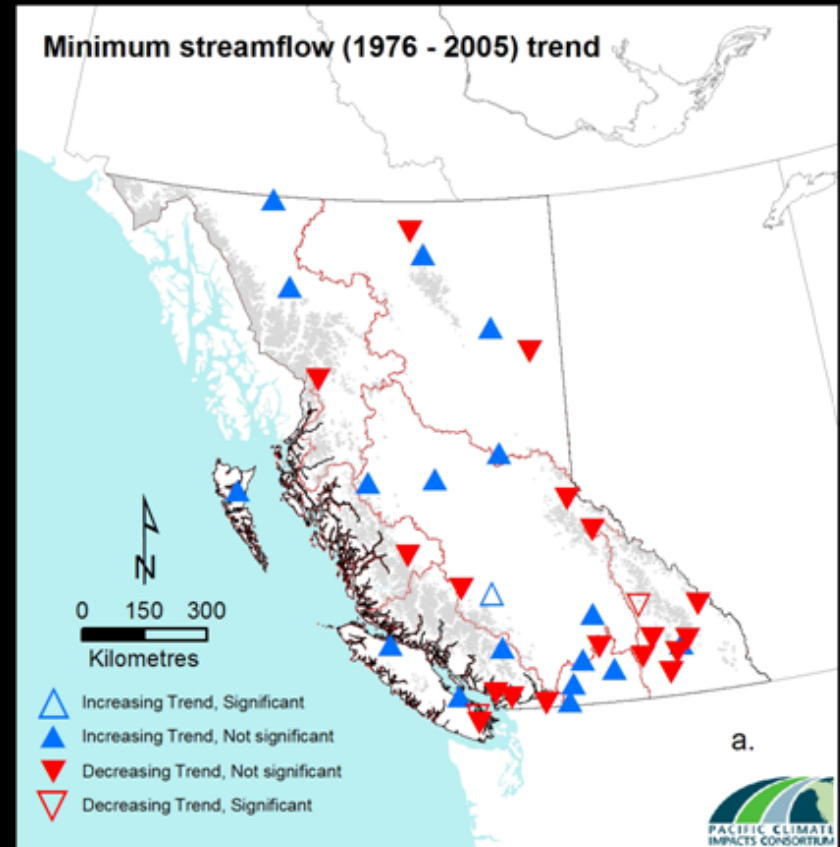 Minimum streamflow (1976 - 2005) trend
N
0 150 300
Kilometres
Increasing Trend, Significant
Increasing Trend, Not significant
Decreasing Trend, Not significant
Decreasing Trend, Significant
a.
PACIFIC CLIMATE
IMPACTS CONSORTIUM